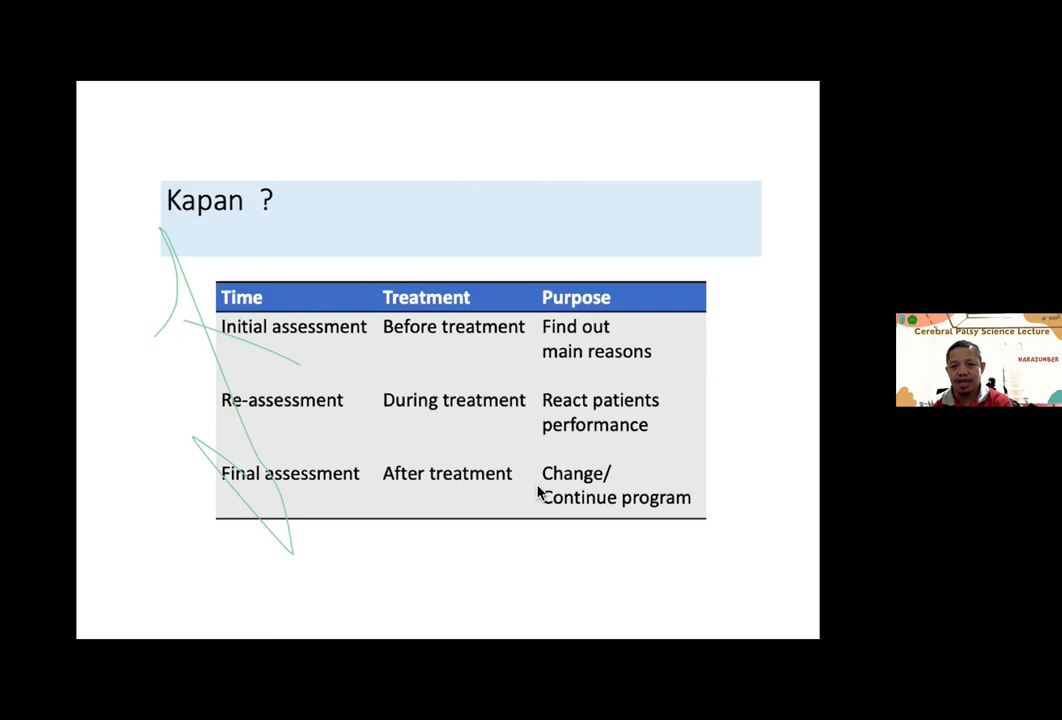 Kapan ?
Time Treatment Purpose
Initial assessment Before treatment Find out
main reasons
Re-assessment During treatment React patients
performance
Final assessment After treatment Change/
Continue program
Cerebral Palsy Science Lecture
NARASUMBER